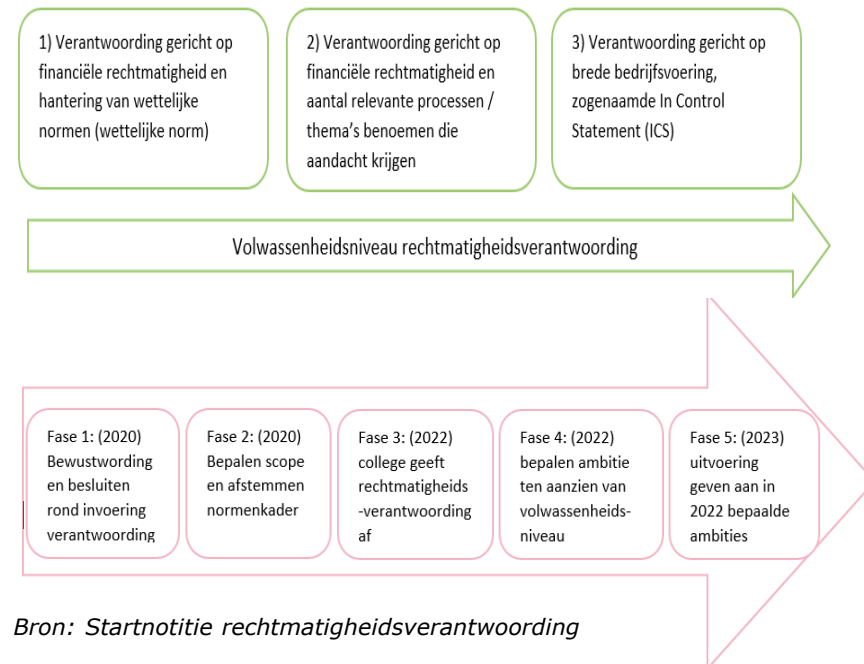 1) Verantwoording gericht op
financiële rechtmatigheid en
hantering van wettelijke
normen (wettelijke norm)
2) Verantwoording gericht op
financiële rechtmatigheid en
aantal relevante processen /
thema's benoemen die
aandacht krijgen
3) Verantwoording gericht op
brede bedrijfsvoering,
zogenaamde In Control
Statement (ICS)
Volwassenheidsniveau rechtmatigheidsverantwoording
Fase 1: (2020)
Bewustwording
en besluiten
rond invoering
verantwoording
Fase 2: (2020)
Bepalen scope
en afstemmen
normenkader
Fase 3: (2022)
college geeft
rechtmatigheids
-verantwoording
af
Fase 4: (2022)
bepalen ambitie
ten aanzien van
volwassenheids-
niveau
Fase 5: (2023)
uitvoering
geven aan in
2022 bepaalde
ambities
Bron: Startnotitie rechtmatigheidsverantwoording